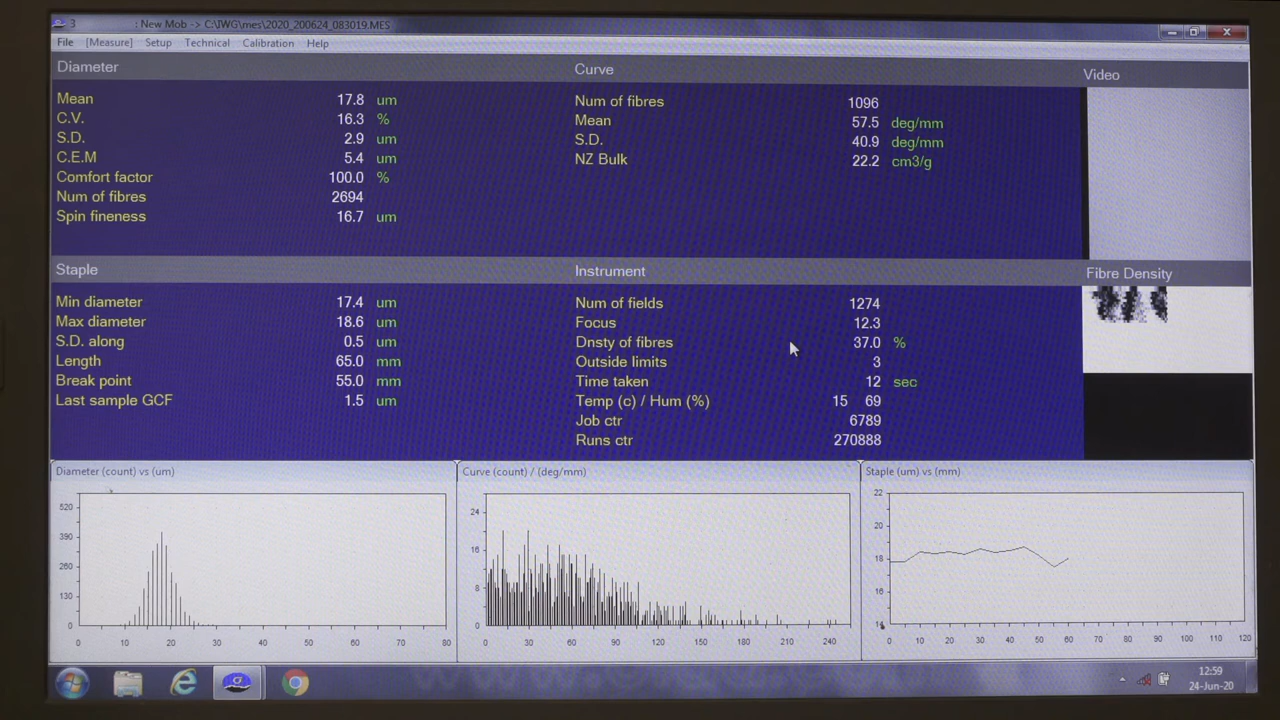 3 : New Mob -> C:\IWG\mes\2020_200624_083019.MES
File [Measure] Setup Technical Calibration Help
Diameter
Mean 17.8 um
C.V. 16.3 %
S.D. 2.9 um
C.E.M 5.4 um
Comfort factor 100.0 %
Num of fibres 2694
Spin fineness 16.7 um
Curve
Num of fibres 1096
Mean 57.5 deg/mm
S.D. 40.9 deg/mm
NZ Bulk 22.2 cm3/g
Video
Staple
Min diameter 17.4 um
Max diameter 18.6 um
S.D. along 0.5 um
Length 65.0 mm
Break point 55.0 mm
Last sample GCF 1.5 um
Instrument
Num of fields 1274
Focus 12.3
Dnsty of fibres 37.0 %
Outside limits 3
Time taken 12 sec
Temp (c) / Hum (%) 15 69
Job ctr 6789
Runs ctr 270888
Fibre Density
Diameter (count) vs (um)
520
390
260
130
0
0 10 20 30 40 50 60 70 80
Curve (count) / (deg/mm)
24
16
8
0
0 30 60 90 120 150 180 210 240
Staple (um) vs (mm)
22
20
18
16
0 10 20 30 40 50 60 70 80 90 100 110 120
12:59
24-Jun-20